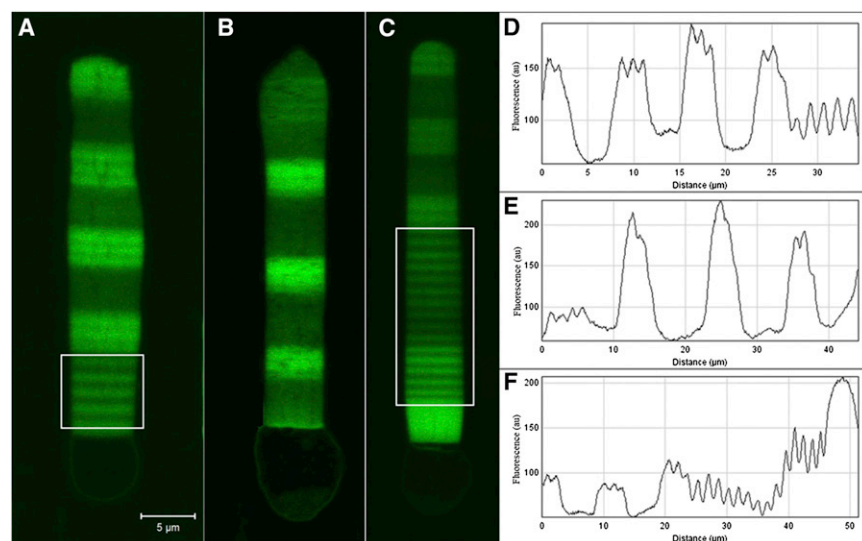 A
B
C
5 µm
D
Fluorescence (au)
150
100
0 5 10 15 20 25 30
Distance (µm)
E
Fluorescence (au)
200
150
100
0 10 20 30 40
Distance (µm)
F
Fluorescence (au)
200
150
100
50
0 10 20 30 40 50
Distance (µm)